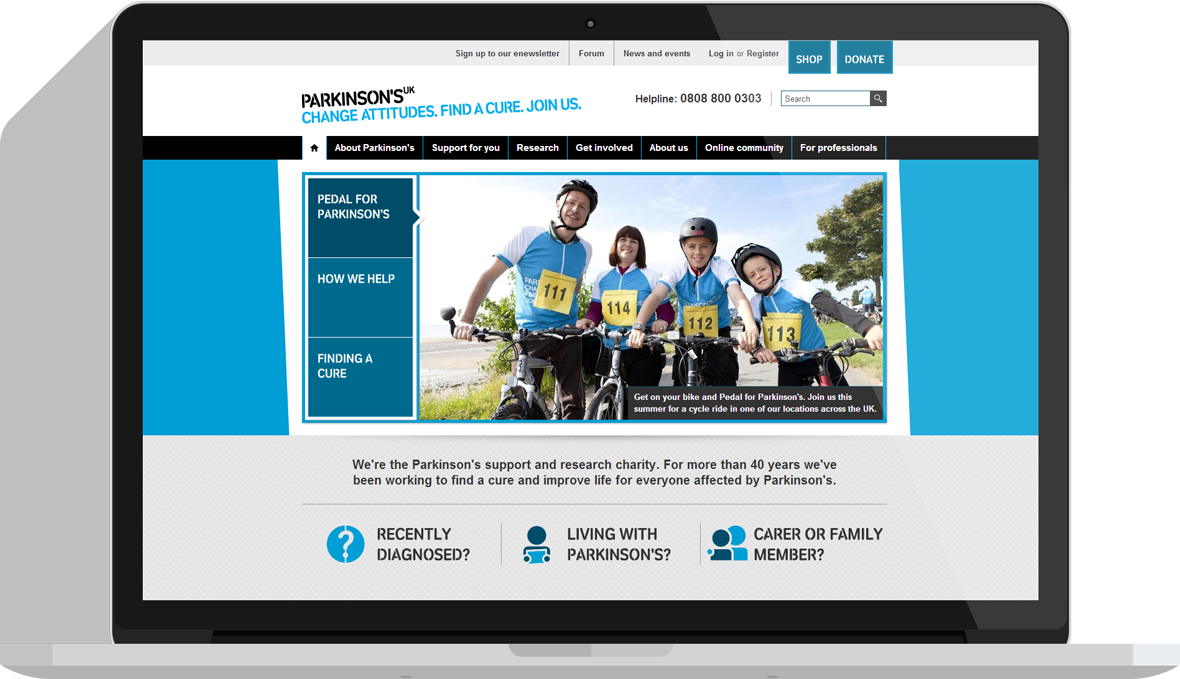 Sign up to our enewsletter
Forum
News and events
Log in or Register
SHOP
DONATE
PARKINSON'S UK
CHANGE ATTITUDES. FIND A CURE. JOIN US.
Helpline: 0808 800 0303
Search
About Parkinson's
Support for you
Research
Get involved
About us
Online community
For professionals
PEDAL FOR
PARKINSON'S
HOW WE HELP
FINDING A
CURE
111
114
112
113
Get on your bike and Pedal for Parkinson's. Join us this
summer for a cycle ride in one of our locations across the UK.
We're the Parkinson's support and research charity. For more than 40 years we've
been working to find a cure and improve life for everyone affected by Parkinson's.
RECENTLY
DIAGNOSED?
LIVING WITH
PARKINSON'S?
CARER OR FAMILY
MEMBER?